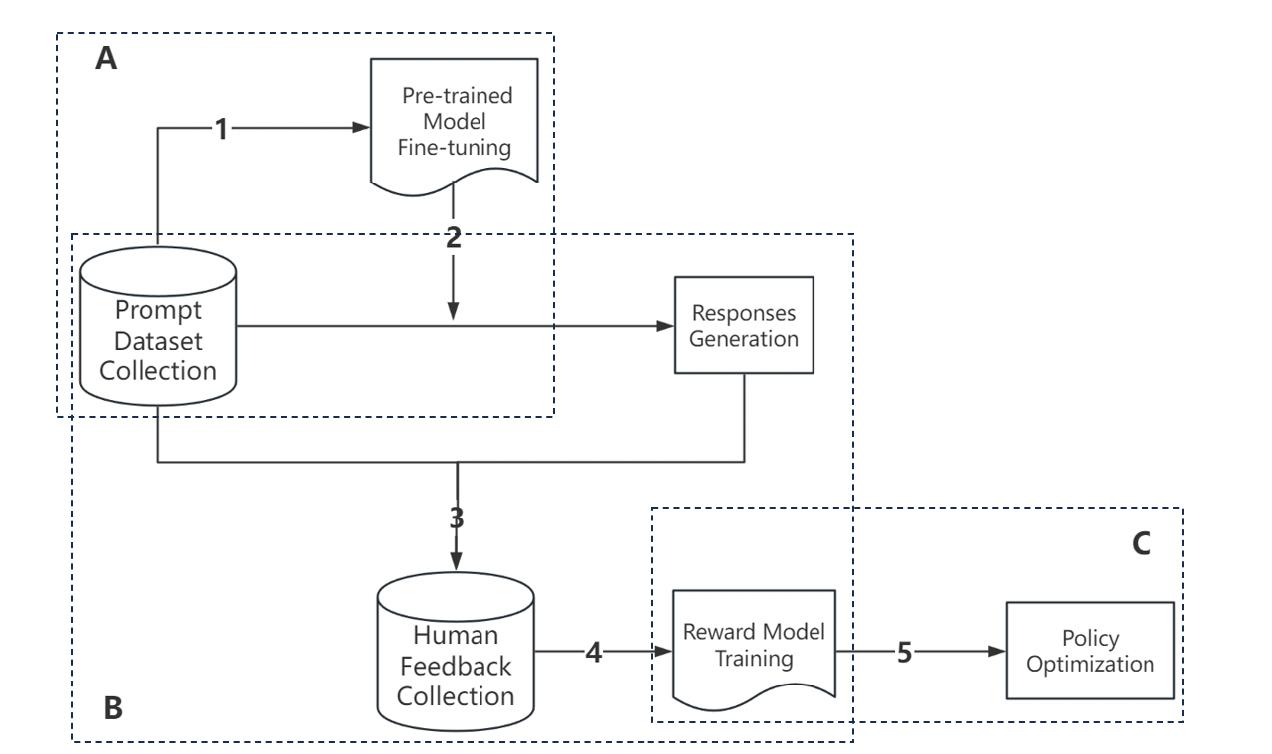 A
Pre-trained
Model
Fine-tuning
1
2
Prompt
Dataset
Collection
Responses
Generation
3
C
Human
Feedback
Collection
4
Reward Model
Training
5
Policy
Optimization
B